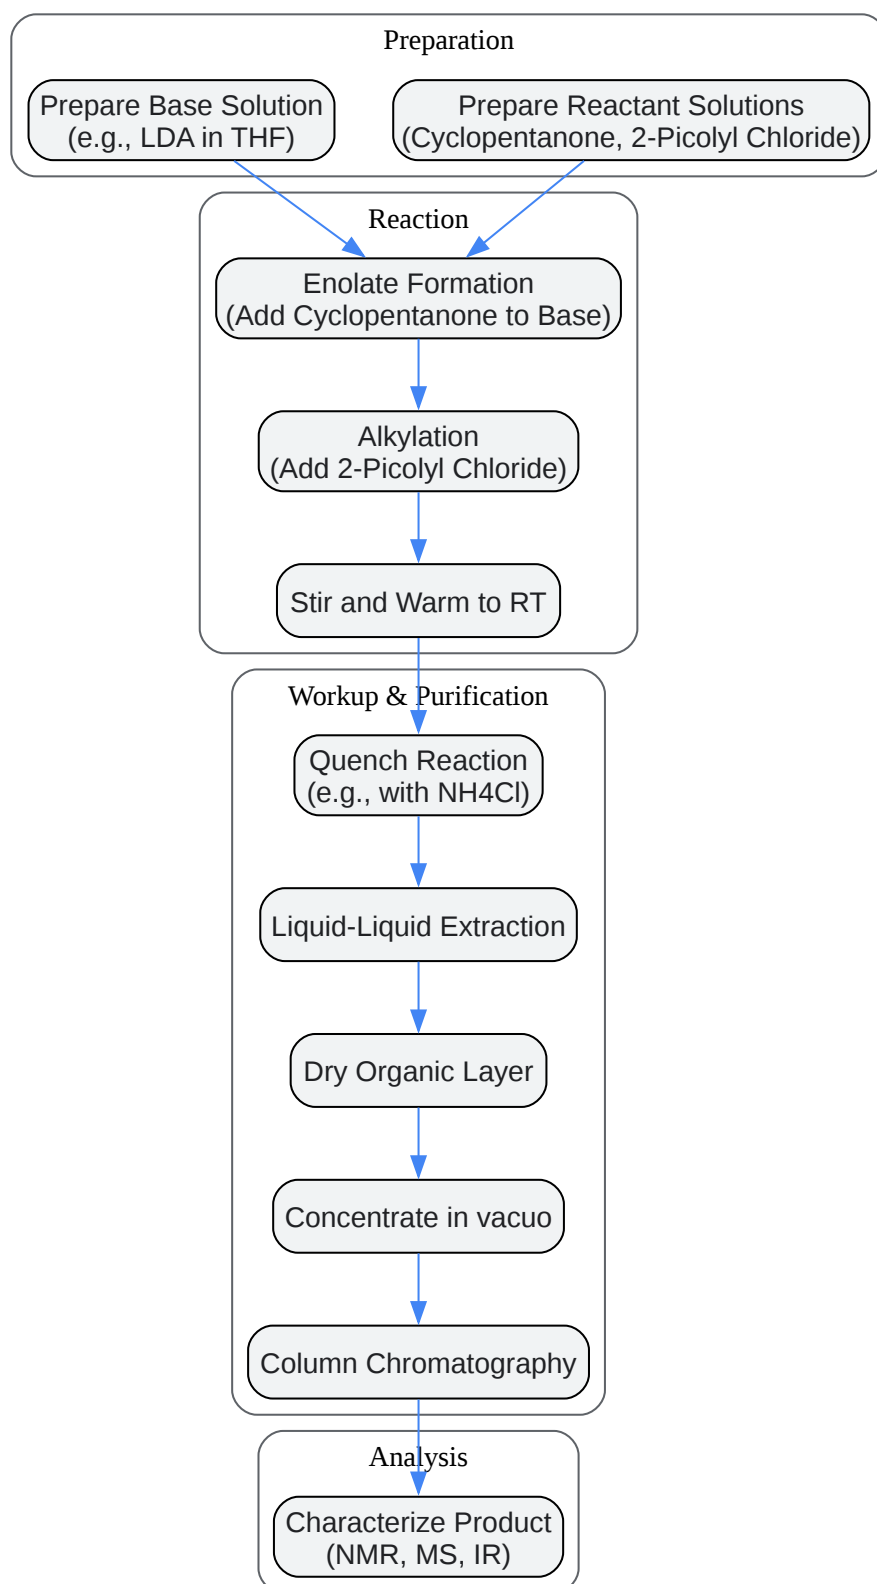 Preparation
Prepare Base Solution
(e.g., LDA in THF)
Prepare Reactant Solutions
(Cyclopentanone, 2-Picolyl Chloride)
Reaction
Enolate Formation
(Add Cyclopentanone to Base)
Alkylation
(Add 2-Picolyl Chloride)
Stir and Warm to RT
Workup & Purification
Quench Reaction
(e.g., with NH4Cl)
Liquid-Liquid Extraction
Dry Organic Layer
Concentrate in vacuo
Column Chromatography
Analysis
Characterize Product
(NMR, MS, IR)